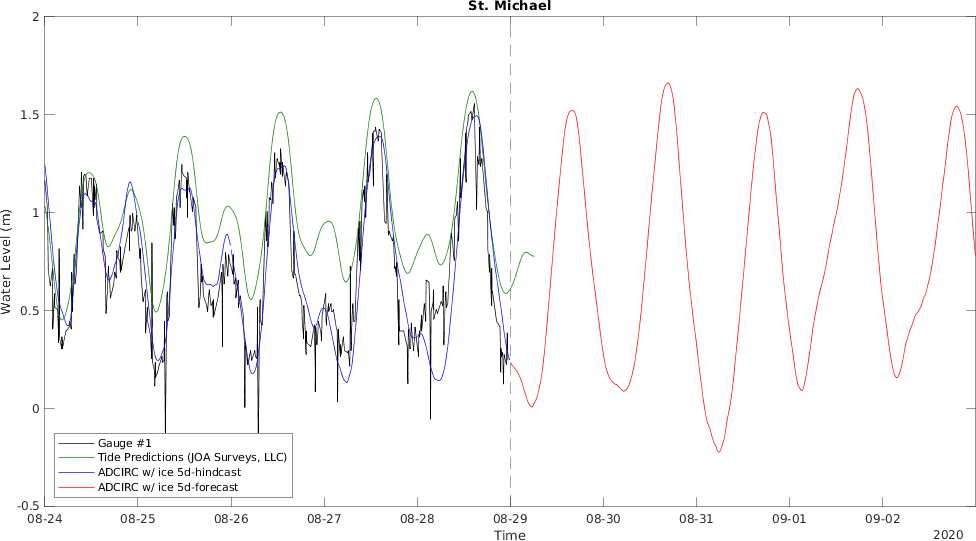 St. Michael
2
1.5
1
0.5
0
-0.5
Water Level (m)
Gauge #1
Tide Predictions (JOA Surveys, LLC)
ADCIRC w/ ice 5d-hindcast
ADCIRC w/ ice 5d-forecast
08-24 08-25 08-26 08-27 08-28 08-29 08-30 08-31 09-01 09-02
Time
2020